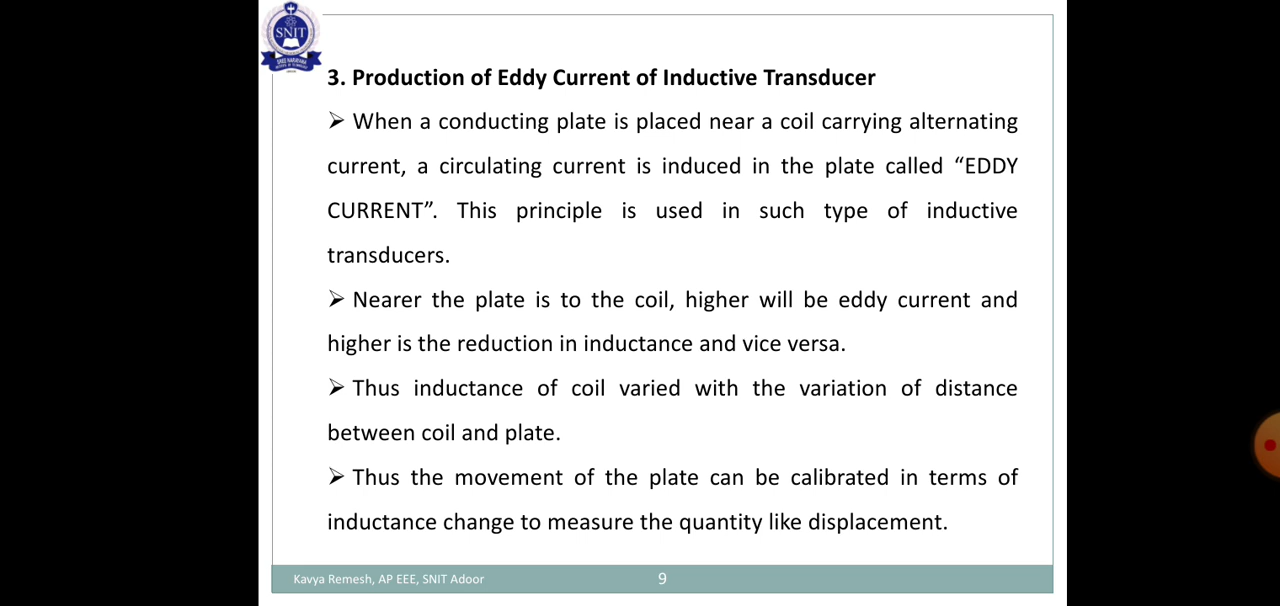 SNIT
3. Production of Eddy Current of Inductive Transducer
➢ When a conducting plate is placed near a coil carrying alternating
current, a circulating current is induced in the plate called “EDDY
CURRENT”. This principle is used in such type of inductive
transducers.
➢ Nearer the plate is to the coil, higher will be eddy current and
higher is the reduction in inductance and vice versa.
➢ Thus inductance of coil varied with the variation of distance
between coil and plate.
➢ Thus the movement of the plate can be calibrated in terms of
inductance change to measure the quantity like displacement.
Kavya Remesh, AP EEE, SNIT Adoor
9